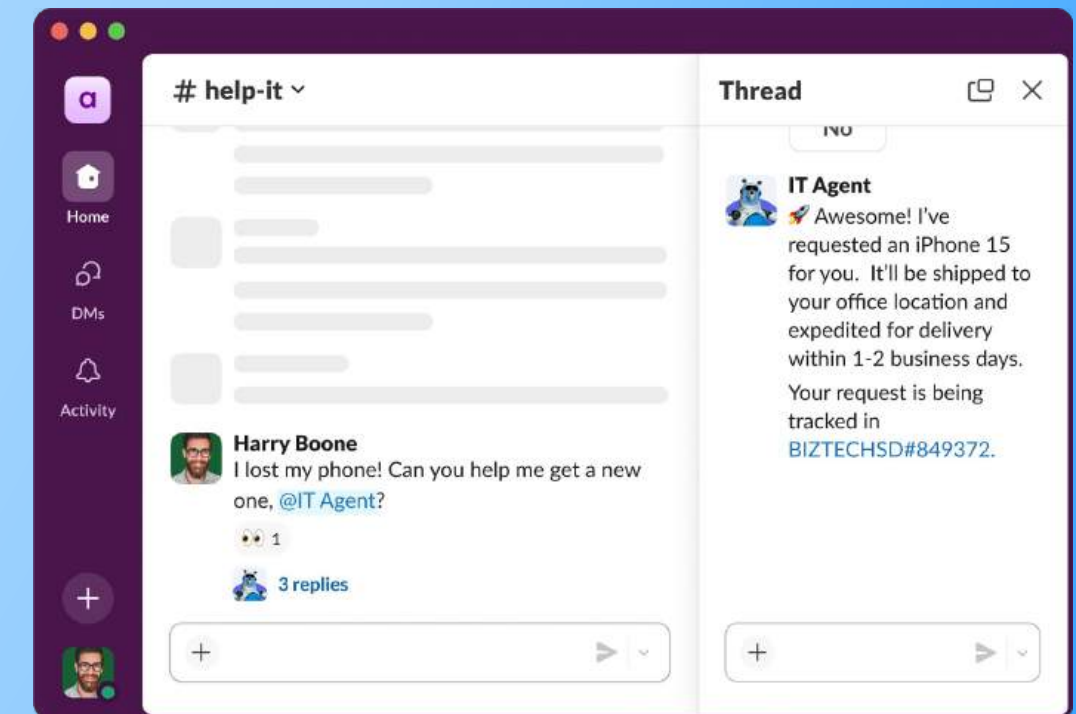 a
Home
DMs
Activity
# help-it
Harry Boone
I lost my phone! Can you help me get a new
one, @IT Agent?
👀 1
3 replies
Thread
No
IT Agent
🚀 Awesome! I've
requested an iPhone 15
for you. It'll be shipped to
your office location and
expedited for delivery
within 1-2 business days.
Your request is being
tracked in
BIZTECHSD#849372.